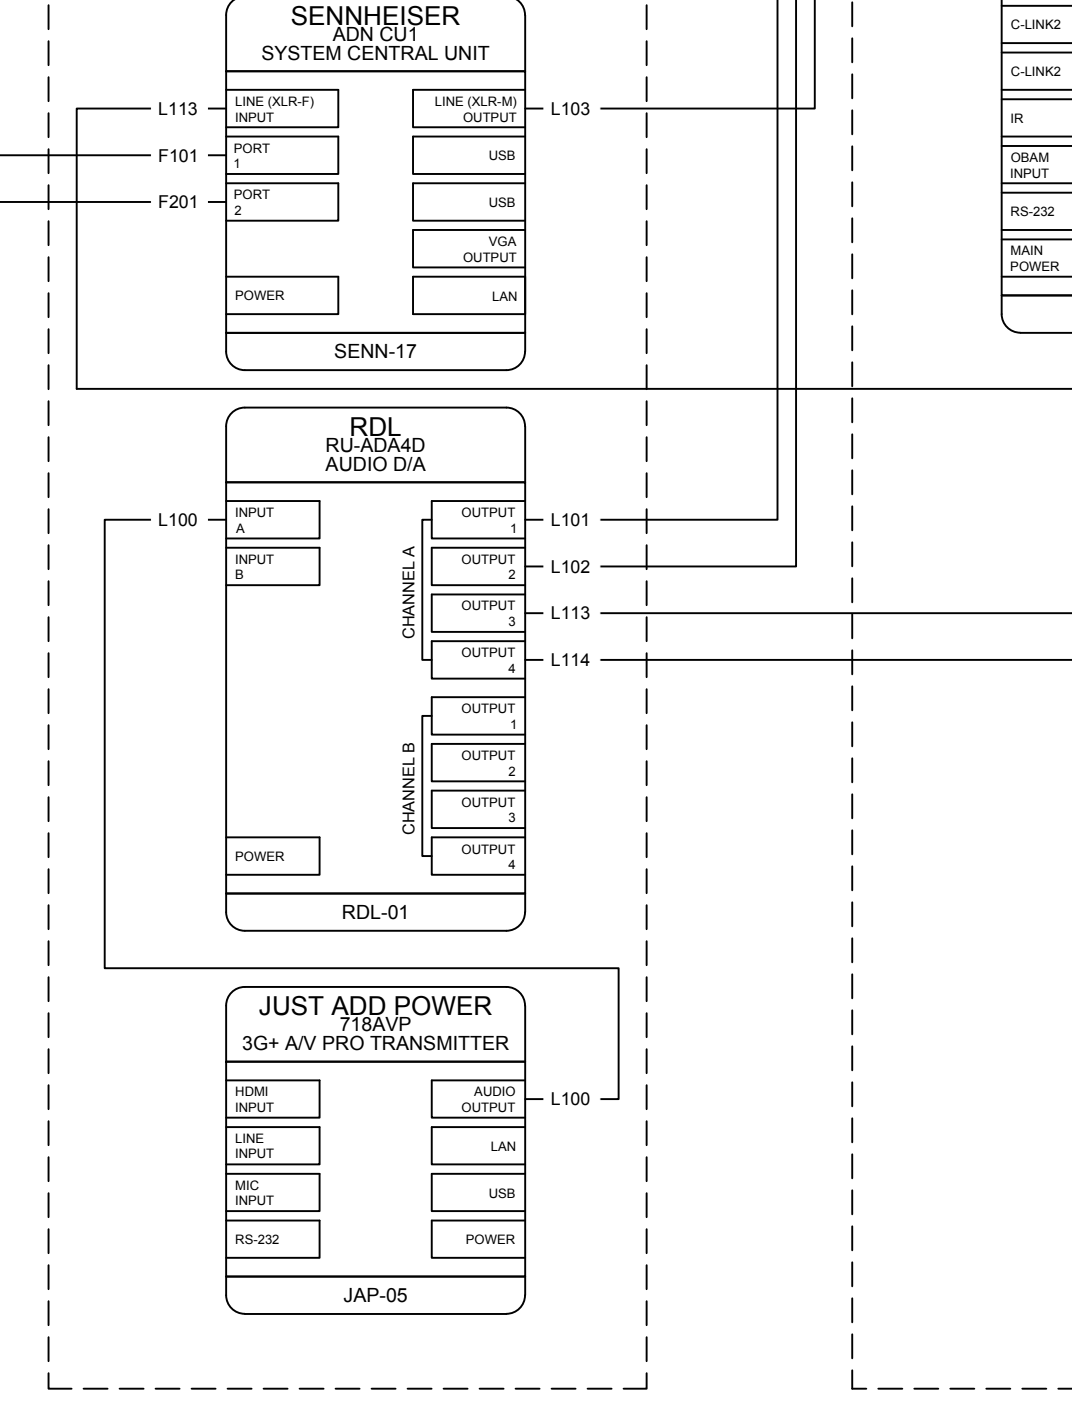 SENNHEISER
ADN CU1
SYSTEM CENTRAL UNIT
L113
LINE (XLR-F)
INPUT
LINE (XLR-M)
OUTPUT
L103
F101
PORT
1
USB
F201
PORT
2
USB
VGA
OUTPUT
POWER
LAN
SENN-17
C-LINK2
C-LINK2
IR
OBAM
INPUT
RS-232
MAIN
POWER
RDL
RU-ADA4D
AUDIO D/A
L100
INPUT
A
INPUT
B
CHANNEL A
OUTPUT
1
L101
OUTPUT
2
L102
OUTPUT
3
L113
OUTPUT
4
L114
CHANNEL B
OUTPUT
1
OUTPUT
2
OUTPUT
3
POWER
OUTPUT
4
RDL-01
JUST ADD POWER
718AVP
3G+ A/V PRO TRANSMITTER
HDMI
INPUT
AUDIO
OUTPUT
L100
LINE
INPUT
LAN
MIC
INPUT
USB
RS-232
POWER
JAP-05